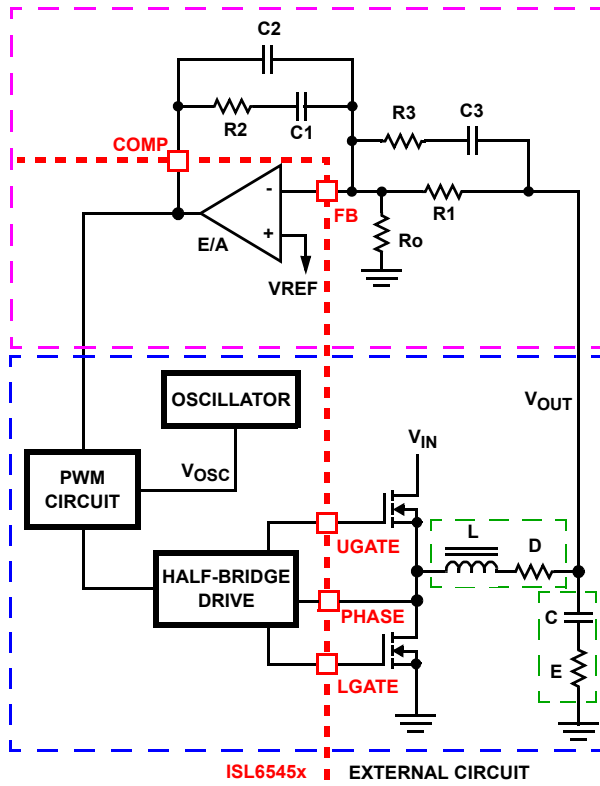 C2
R2
C1
R3
C3
COMP
FB
R1
-
+
E/A
Ro
VREF
OSCILLATOR
VOUT
VIN
PWM
CIRCUIT
VOSC
UGATE
L
D
HALF-BRIDGE
DRIVE
PHASE
C
E
LGATE
ISL6545x
EXTERNAL CIRCUIT